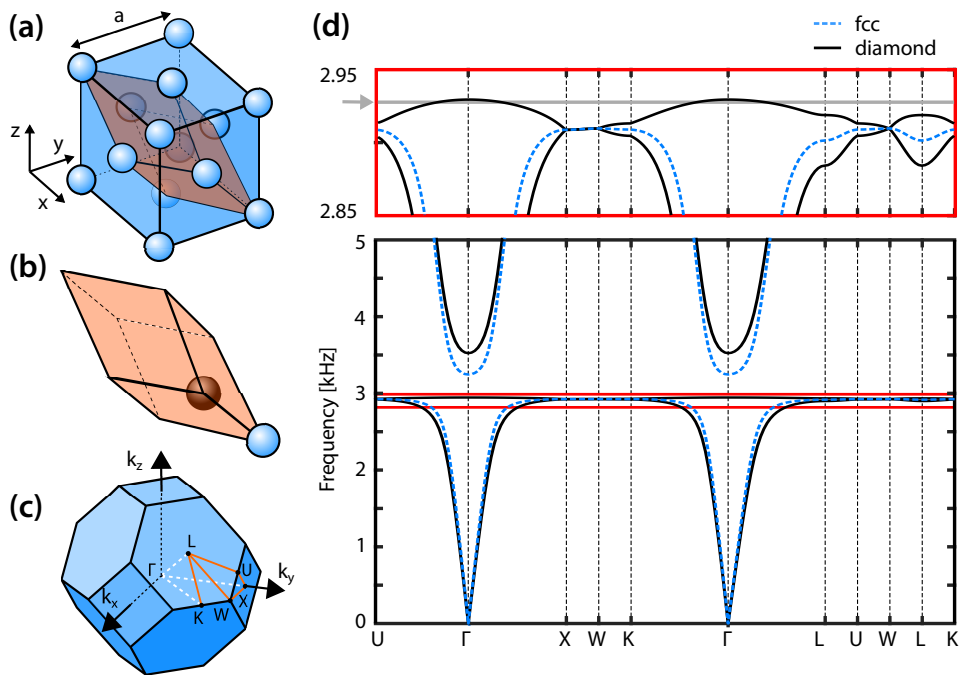 (a)
a
z
y
x
(b)
(c)
k_z
L
Γ
U
k_y
X
k_x
K
W
(d)
fcc
diamond
2.95
2.85
Frequency [kHz]
5
4
3
2
1
0
U Γ X W K Γ L U W L K